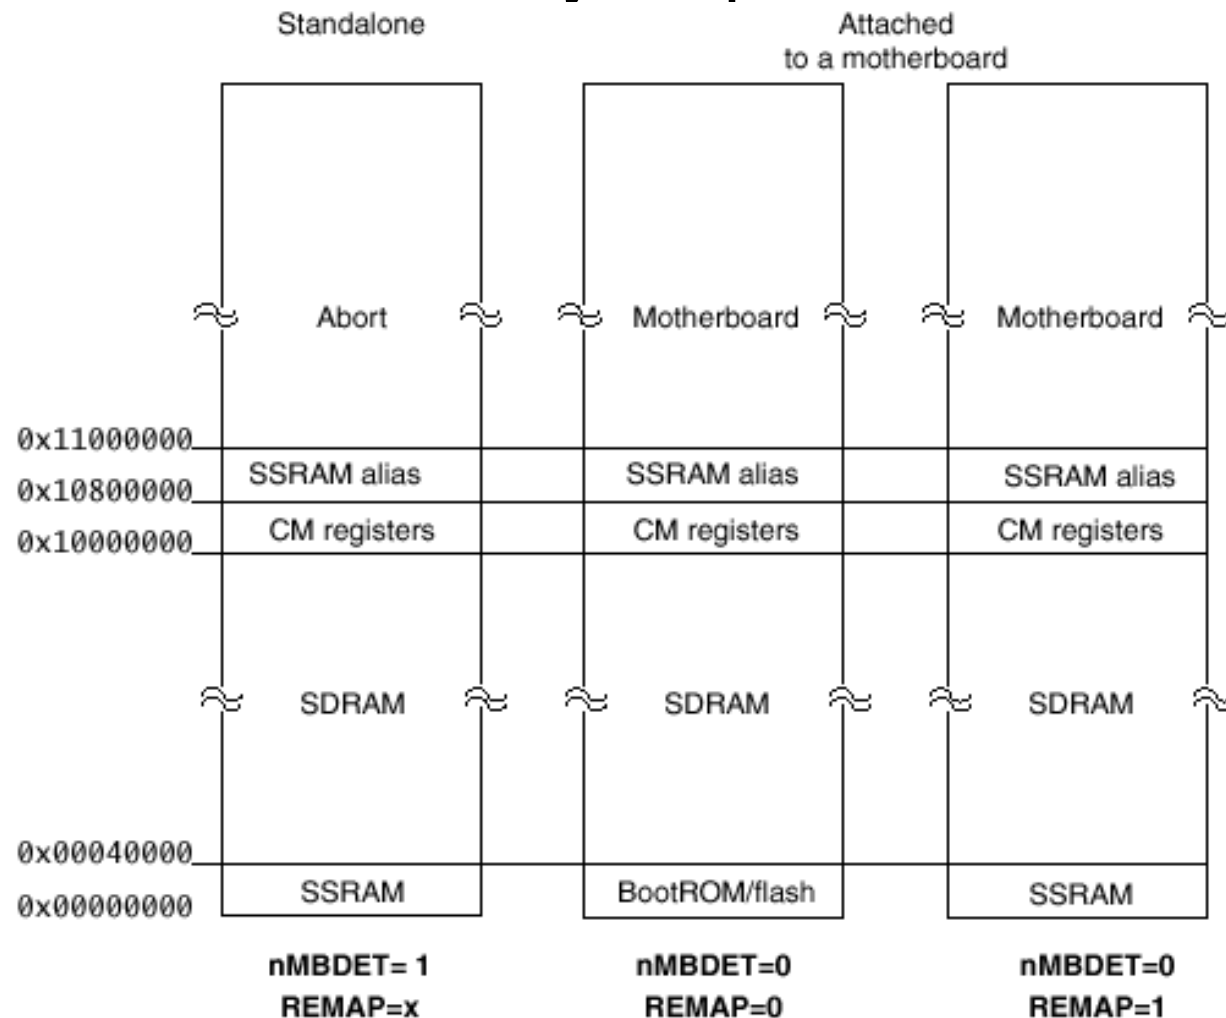 Standalone
Attached
to a motherboard
Abort
Motherboard
Motherboard
0x11000000
SSRAM alias
SSRAM alias
SSRAM alias
0x10800000
CM registers
CM registers
CM registers
0x10000000
SDRAM
SDRAM
SDRAM
0x00040000
SSRAM
BootROM/flash
SSRAM
0x00000000
nMBDET= 1
nMBDET=0
nMBDET=0
REMAP=x
REMAP=0
REMAP=1